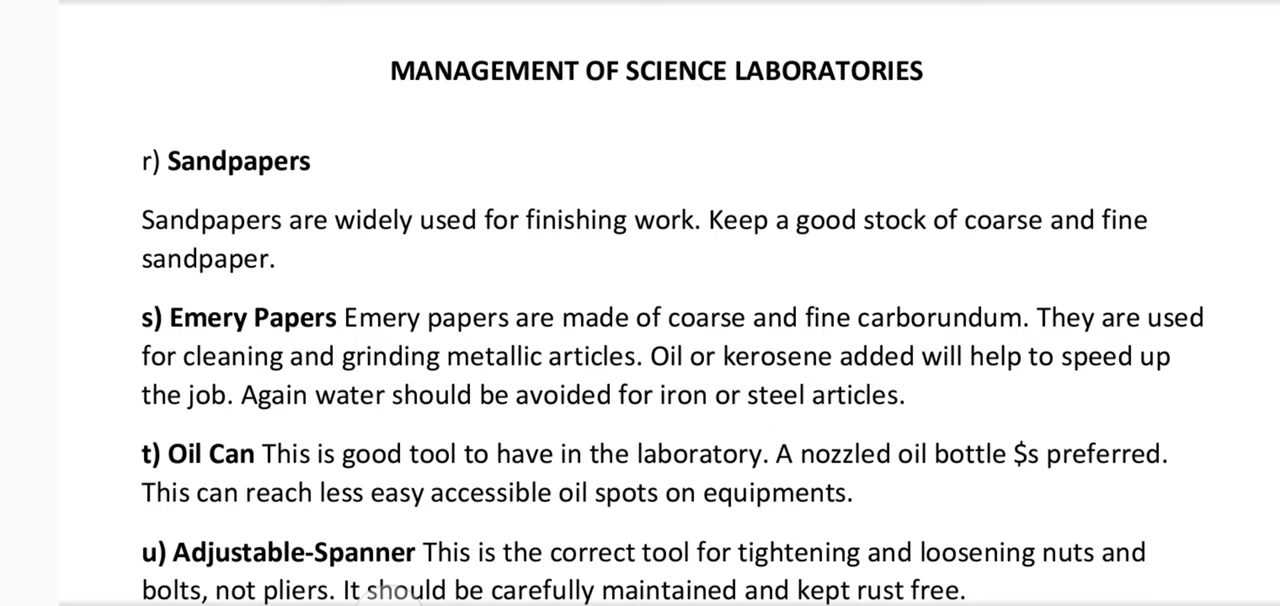 MANAGEMENT OF SCIENCE LABORATORIES
r) Sandpapers
Sandpapers are widely used for finishing work. Keep a good stock of coarse and fine
sandpaper.
s) Emery Papers Emery papers are made of coarse and fine carborundum. They are used
for cleaning and grinding metallic articles. Oil or kerosene added will help to speed up
the job. Again water should be avoided for iron or steel articles.
t) Oil Can This is good tool to have in the laboratory. A nozzled oil bottle $s preferred.
This can reach less easy accessible oil spots on equipments.
u) Adjustable-Spanner This is the correct tool for tightening and loosening nuts and
bolts, not pliers. It should be carefully maintained and kept rust free.